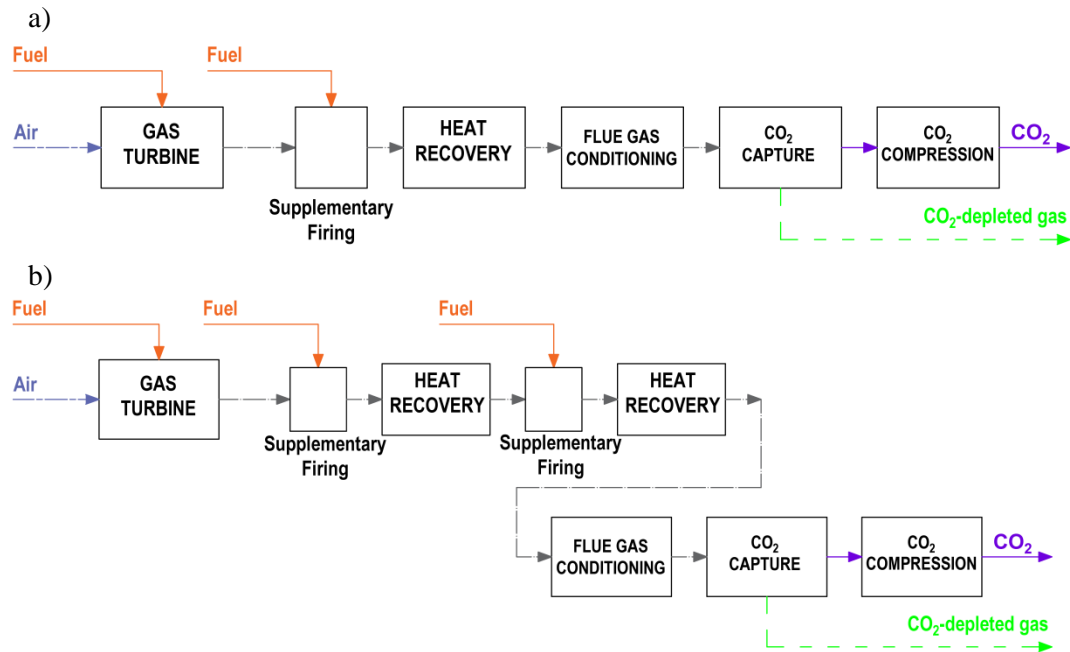 a)
Fuel
Fuel
Air
GAS
TURBINE
Supplementary
Firing
HEAT
RECOVERY
FLUE GAS
CONDITIONING
CO₂
CAPTURE
CO₂
COMPRESSION
CO₂
CO₂-depleted gas
b)
Fuel
Fuel
Fuel
Air
GAS
TURBINE
Supplementary
Firing
HEAT
RECOVERY
Supplementary
Firing
HEAT
RECOVERY
FLUE GAS
CONDITIONING
CO₂
CAPTURE
CO₂
COMPRESSION
CO₂
CO₂-depleted gas